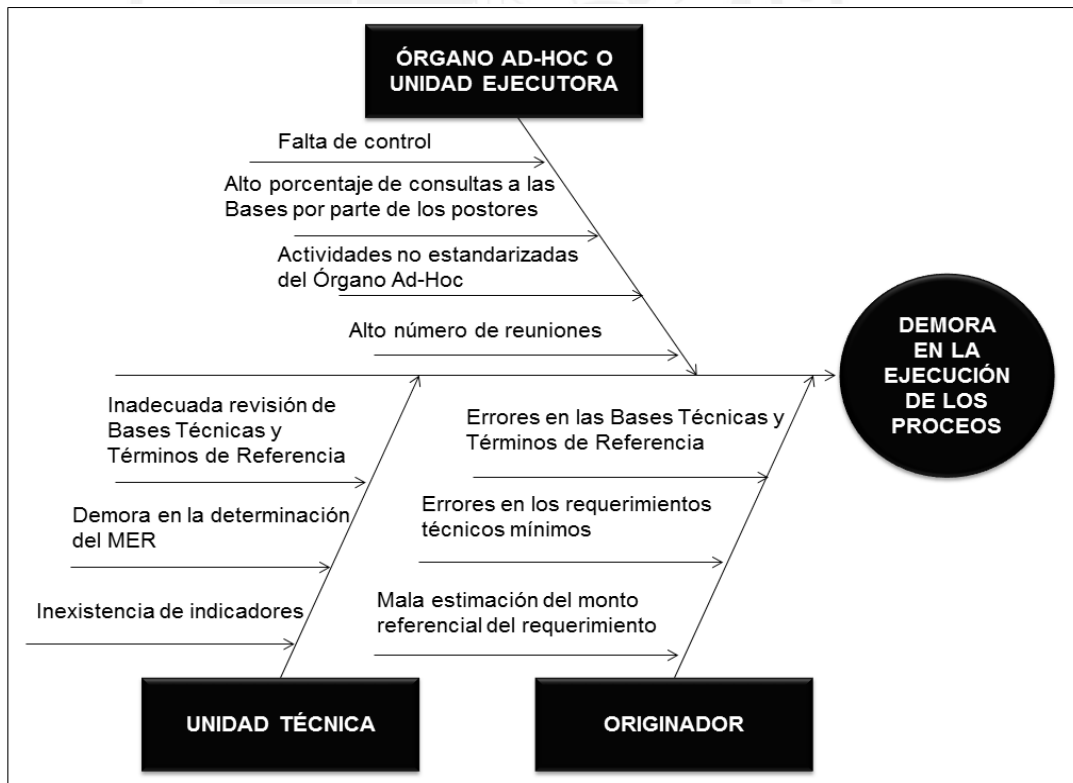 ÓRGANO AD-HOC O
UNIDAD EJECUTORA
Falta de control
Alto porcentaje de consultas a las
Bases por parte de los postores
Actividades no estandarizadas
del Órgano Ad-Hoc
Alto número de reuniones
DEMORA
EN LA
EJECUCIÓN
DE LOS
PROCEOS
Inadecuada revisión de
Bases Técnicas y
Términos de Referencia
Demora en la determinación
del MER
Inexistencia de indicadores
Errores en las Bases Técnicas y
Términos de Referencia
Errores en los requerimientos
técnicos mínimos
Mala estimación del monto
referencial del requerimiento
UNIDAD TÉCNICA
ORIGINADOR